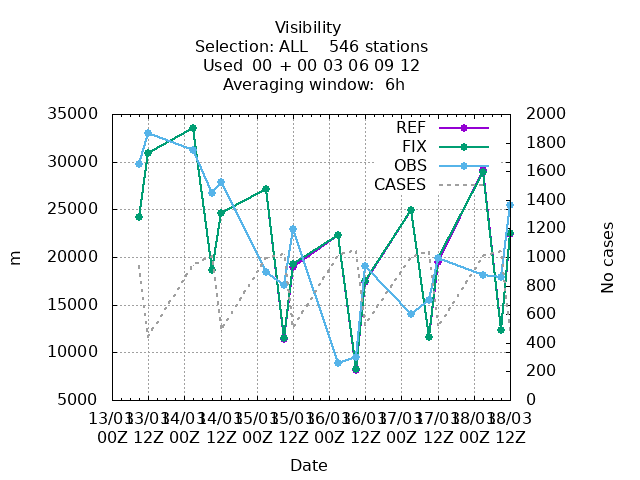 Visibility
Selection: ALL 546 stations
Used 00 + 00 03 06 09 12
Averaging window: 6h
35000
30000
25000
20000
15000
10000
5000
m
2000
1800
1600
1400
1200
1000
800
600
400
200
0
No cases
REF
FIX
OBS
CASES
13/03 13/03 14/03 14/03 15/03 15/03 16/03 16/03 17/03 17/03 18/03 18/03
00Z 12Z 00Z 12Z 00Z 12Z 00Z 12Z 00Z 12Z 00Z 12Z
Date